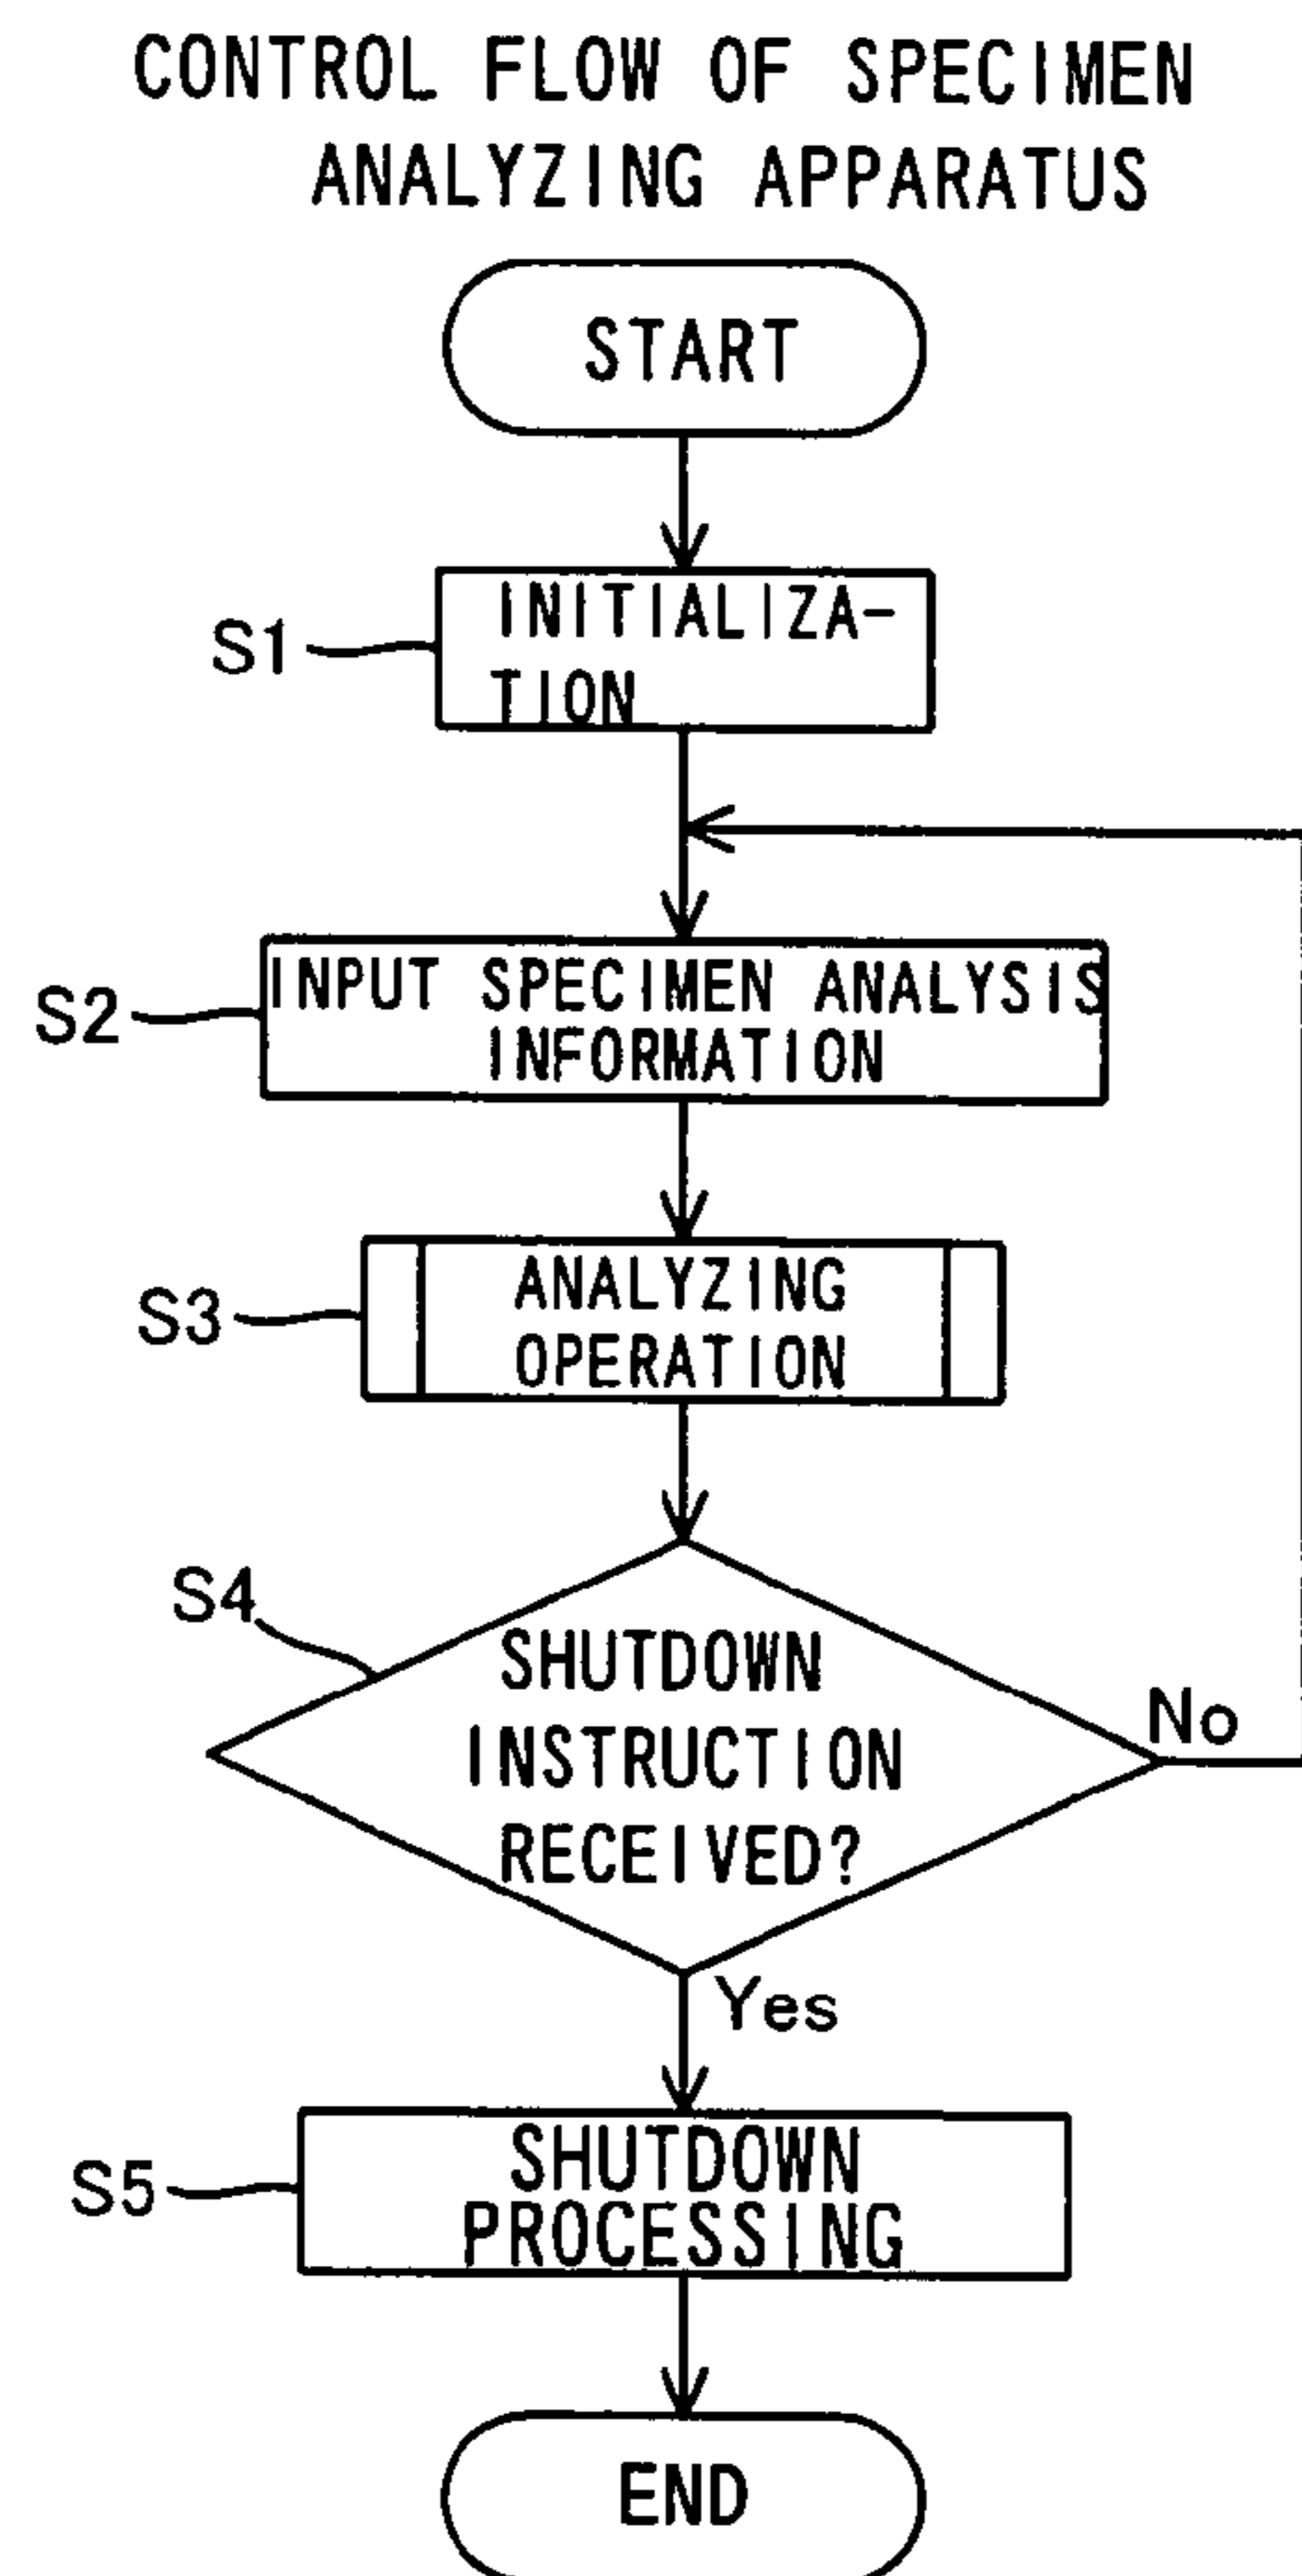 CONTROL FLOW OF SPECIMEN
ANALYZING APPARATUS
START
S1
INITIALIZA-
TION
S2
INPUT SPECIMEN ANALYSIS
INFORMATION
S3
ANALYZING
OPERATION
S4
SHUTDOWN
INSTRUCTION
RECEIVED?
No
Yes
S5
SHUTDOWN
PROCESSING
END